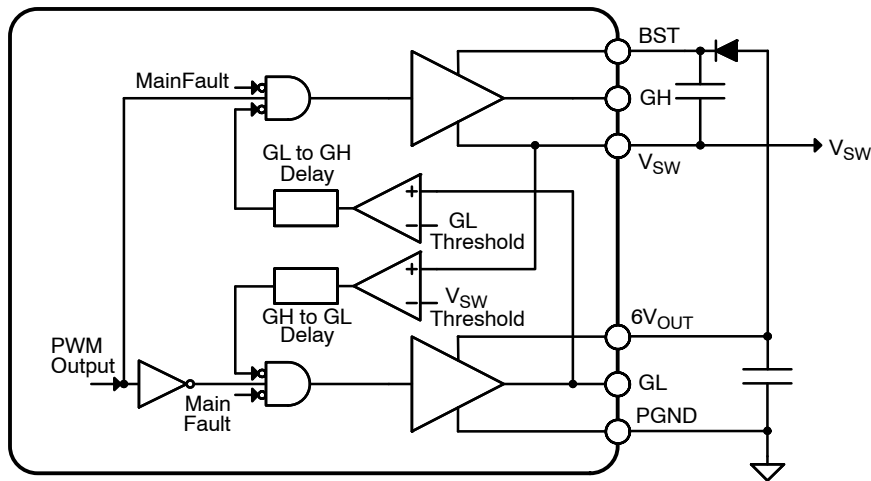 BST
MainFault
GH
V_SW
V_SW
GL to GH
Delay
+
−
GL
Threshold
+
−
V_SW
Threshold
GH to GL
Delay
6V_OUT
PWM
Output
GL
Main
Fault
PGND